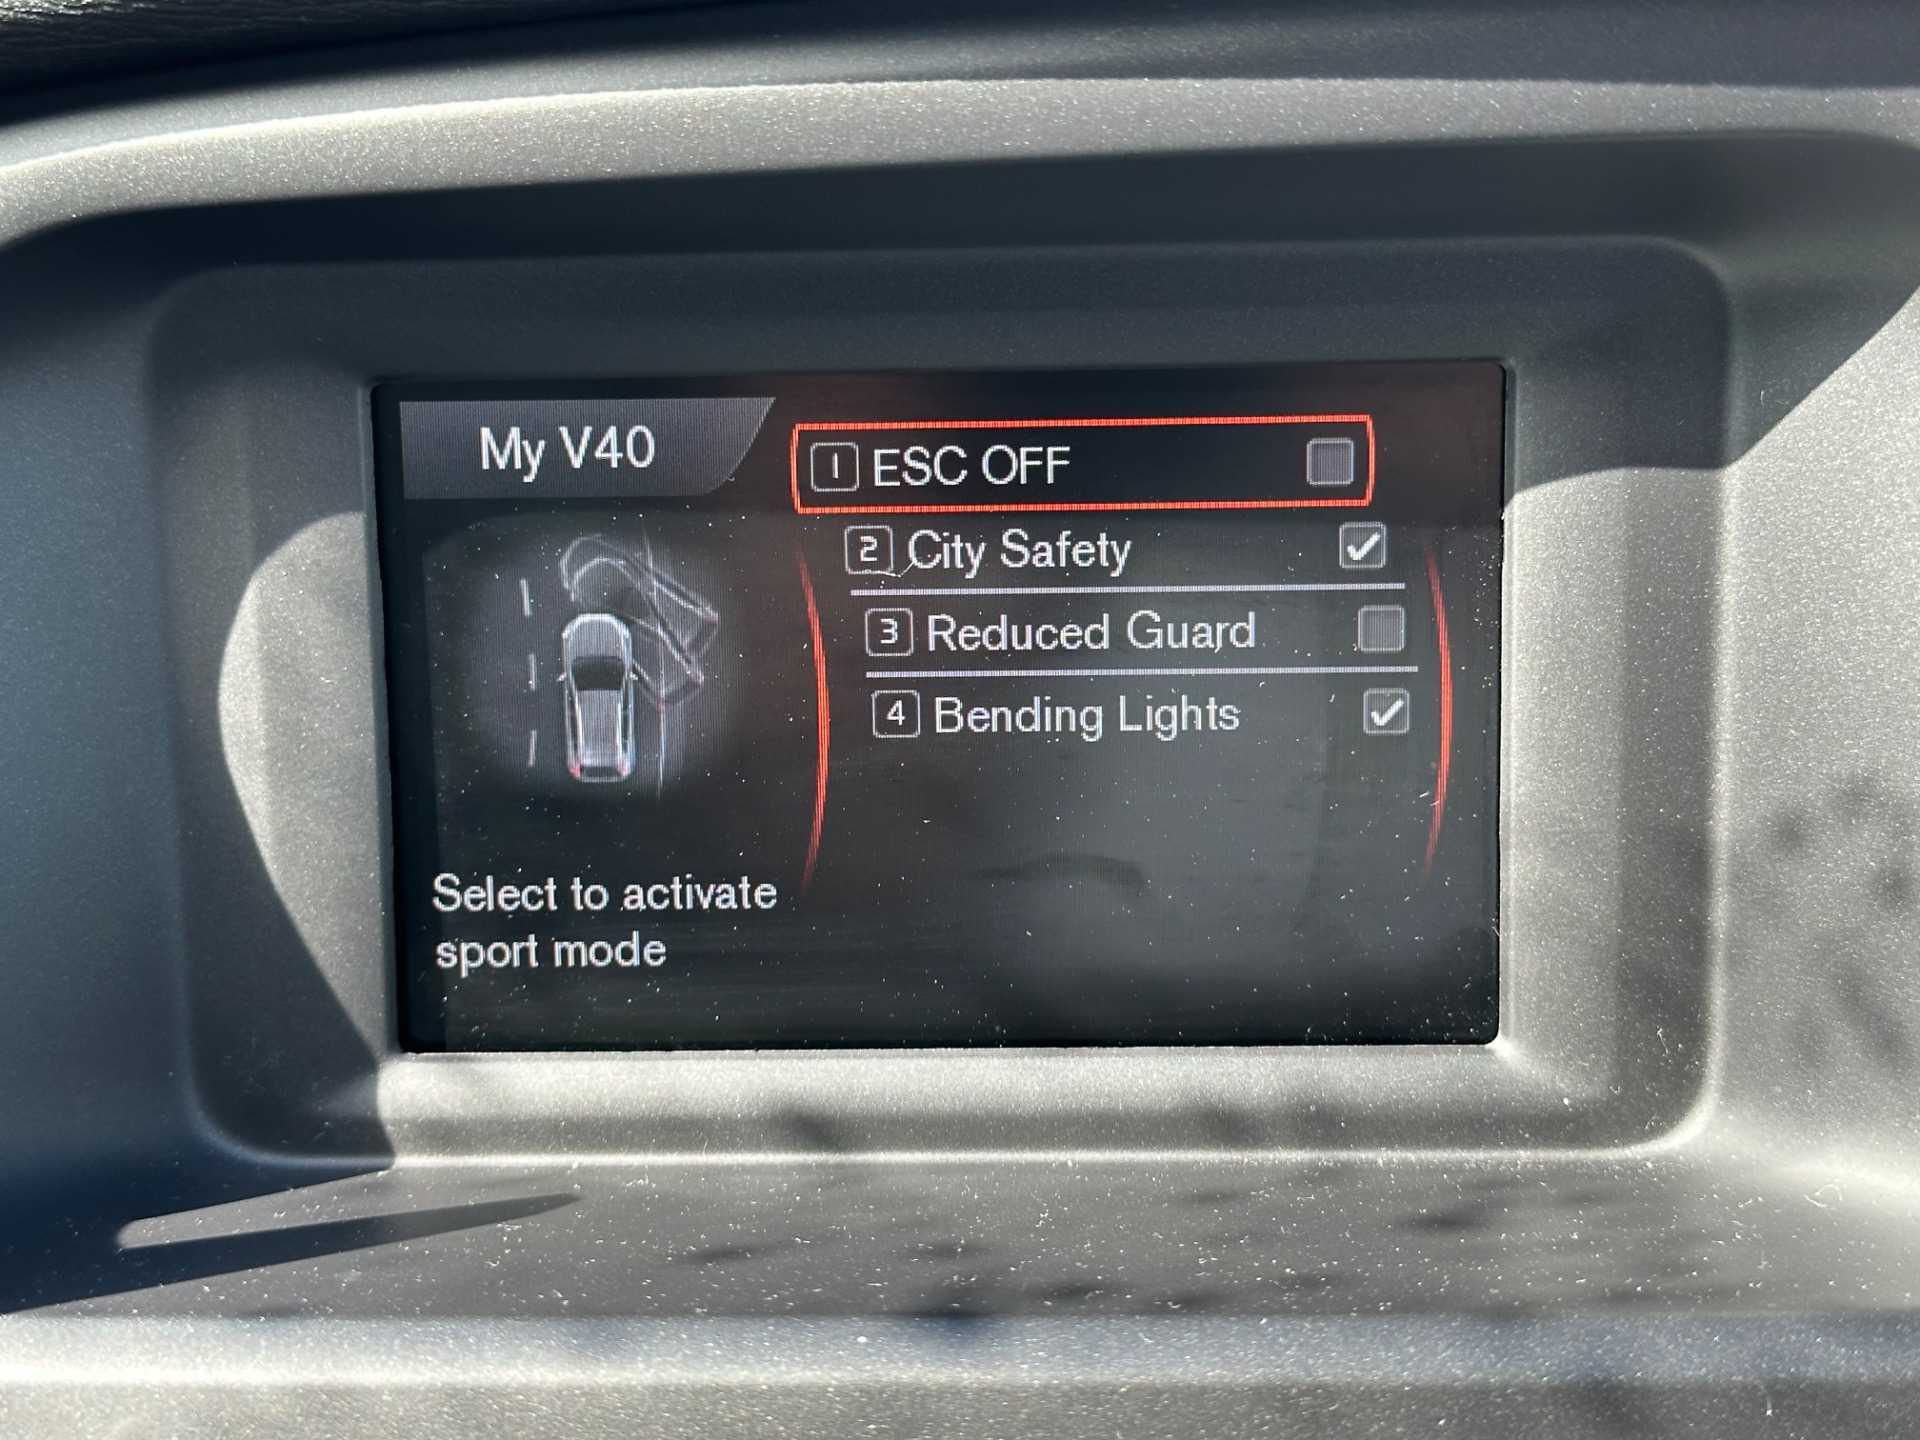 My V40
1 ESC OFF
2 City Safety
3 Reduced Guard
4 Bending Lights
Select to activate
sport mode